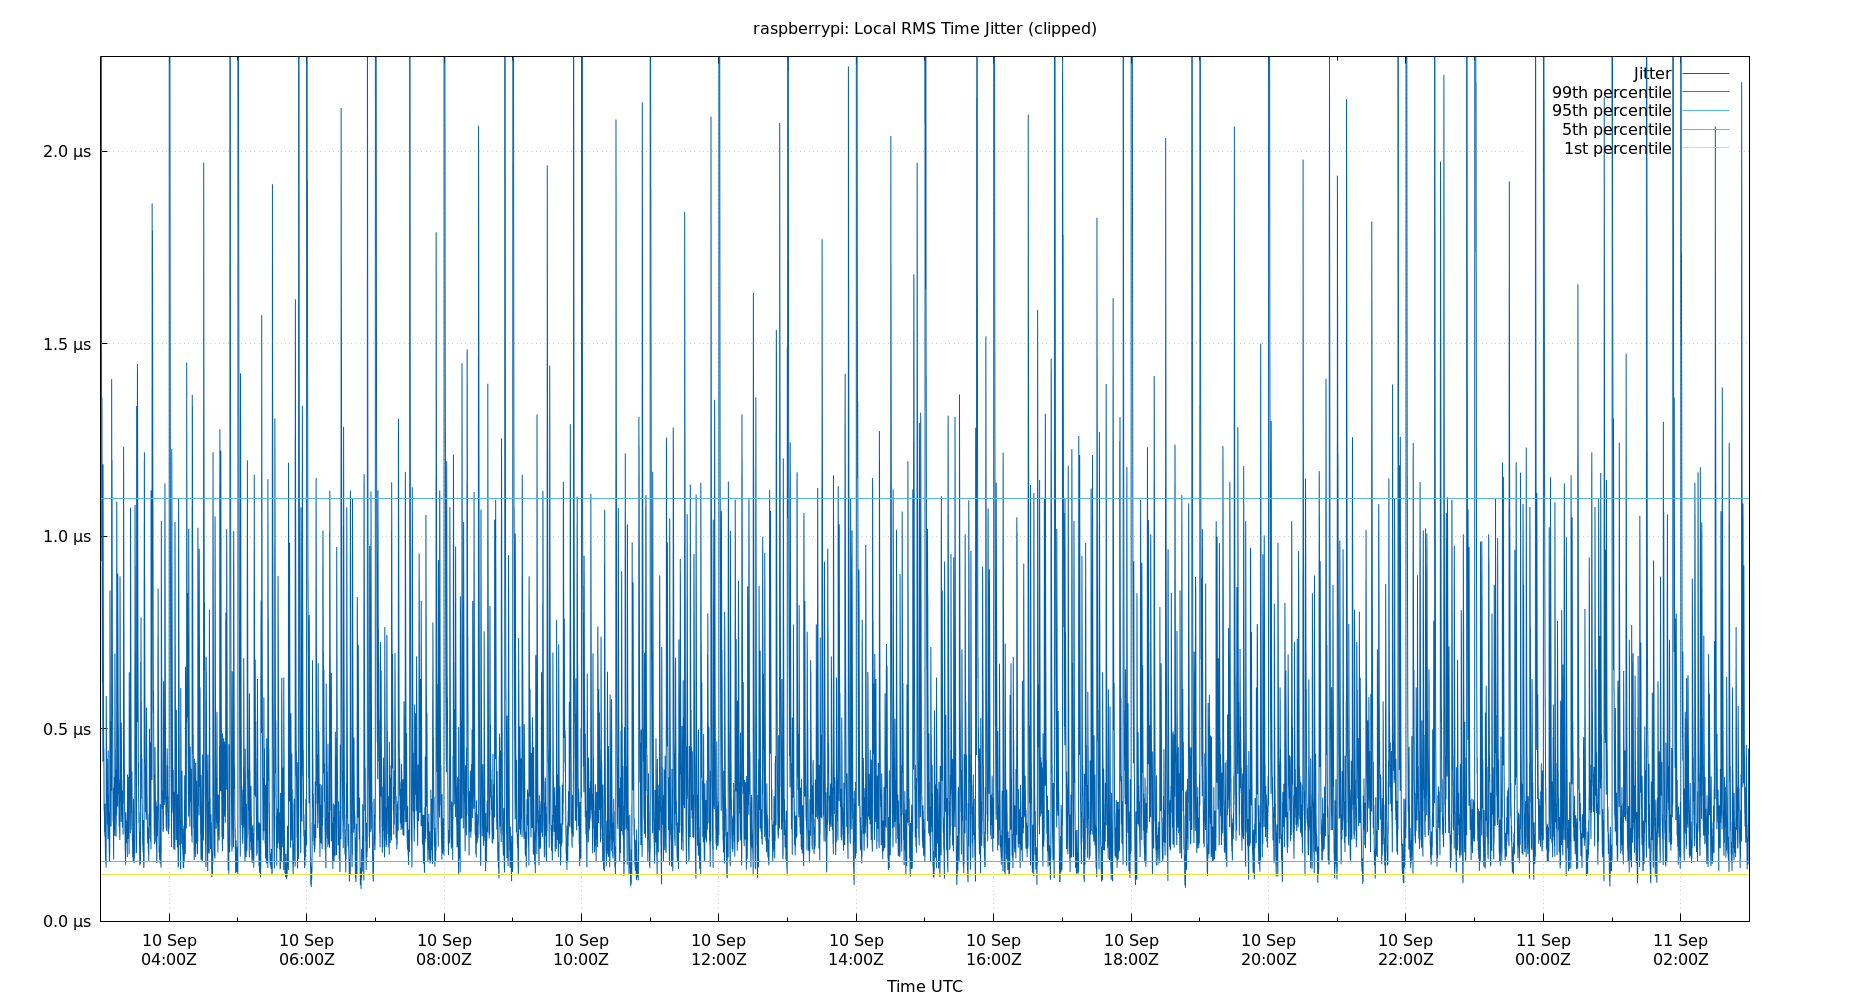 raspberrypi: Local RMS Time Jitter (clipped)
Jitter
99th percentile
95th percentile
5th percentile
1st percentile
2.0 µs
1.5 µs
1.0 µs
0.5 µs
0.0 µs
10 Sep 10 Sep 10 Sep 10 Sep 10 Sep 10 Sep 10 Sep 10 Sep 10 Sep 10 Sep 11 Sep 11 Sep
04:00Z 06:00Z 08:00Z 10:00Z 12:00Z 14:00Z 16:00Z 18:00Z 20:00Z 22:00Z 00:00Z 02:00Z
Time UTC